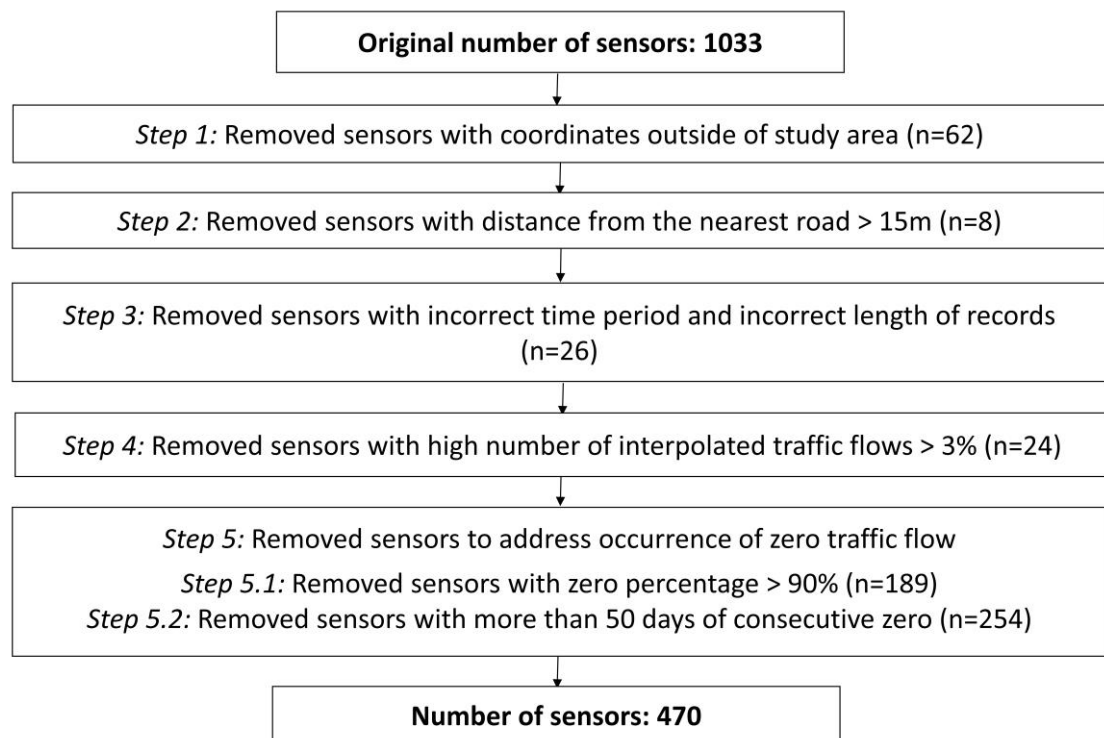 Original number of sensors: 1033
Step 1: Removed sensors with coordinates outside of study area (n=62)
Step 2: Removed sensors with distance from the nearest road > 15m (n=8)
Step 3: Removed sensors with incorrect time period and incorrect length of records
(n=26)
Step 4: Removed sensors with high number of interpolated traffic flows > 3% (n=24)
Step 5: Removed sensors to address occurrence of zero traffic flow
Step 5.1: Removed sensors with zero percentage > 90% (n=189)
Step 5.2: Removed sensors with more than 50 days of consecutive zero (n=254)
Number of sensors: 470